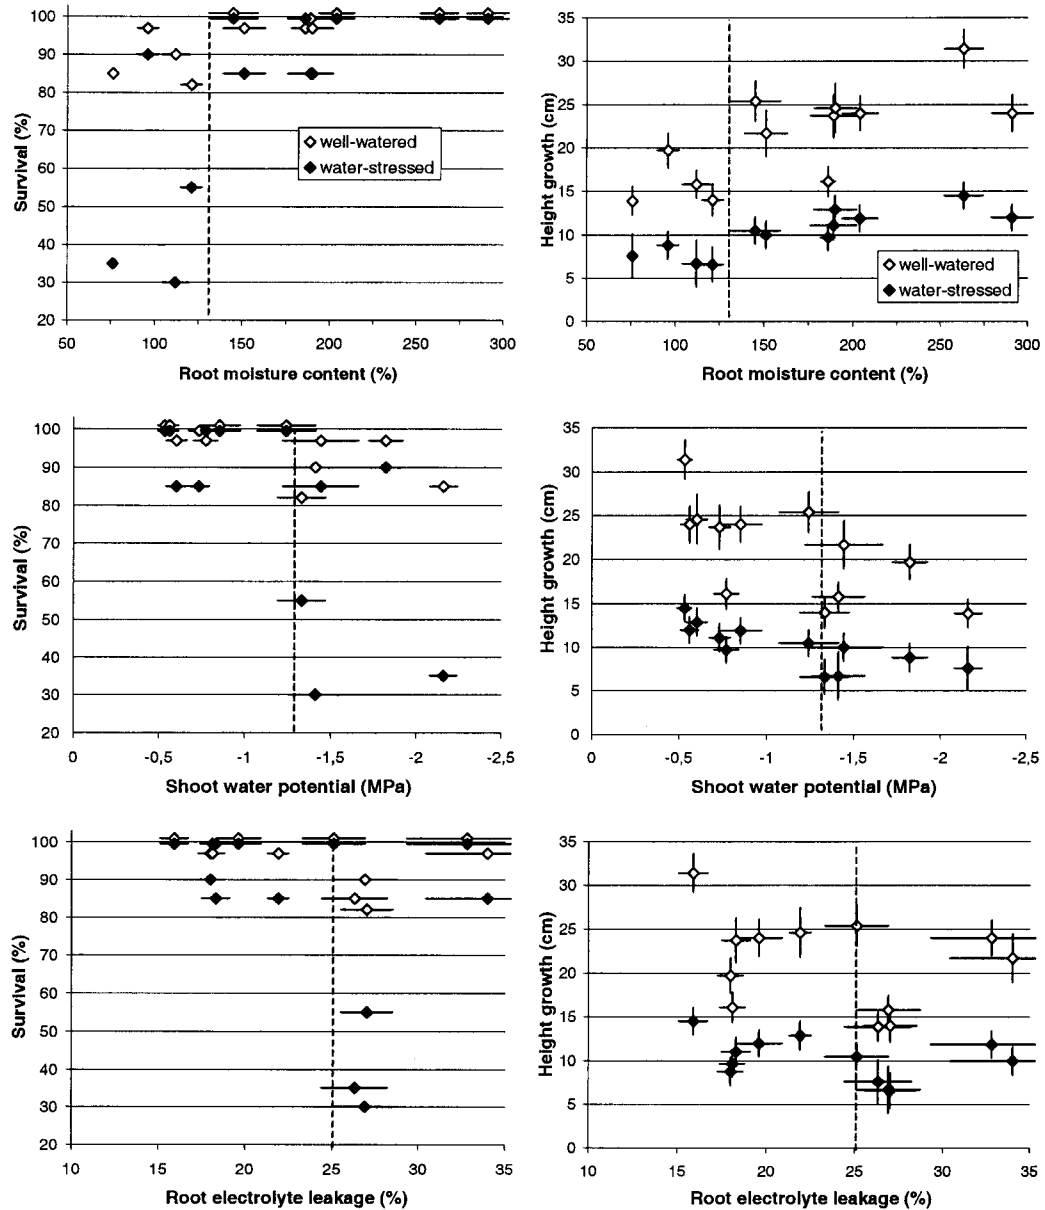 100
90
80
70
60
50
40
30
20
Survival (%)
well-watered
water-stressed
50 100 150 200 250 300
Root moisture content (%)
35
30
25
20
15
10
5
0
Height growth (cm)
well-watered
water-stressed
50 100 150 200 250 300
Root moisture content (%)
100
90
80
70
60
50
40
30
20
Survival (%)
0 -0,5 -1 -1,5 -2 -2,5
Shoot water potential (MPa)
35
30
25
20
15
10
5
0
Height growth (cm)
0 -0,5 -1 -1,5 -2 -2,5
Shoot water potential (MPa)
100
90
80
70
60
50
40
30
20
Survival (%)
10 15 20 25 30 35
Root electrolyte leakage (%)
35
30
25
20
15
10
5
0
Height growth (cm)
10 15 20 25 30 35
Root electrolyte leakage (%)